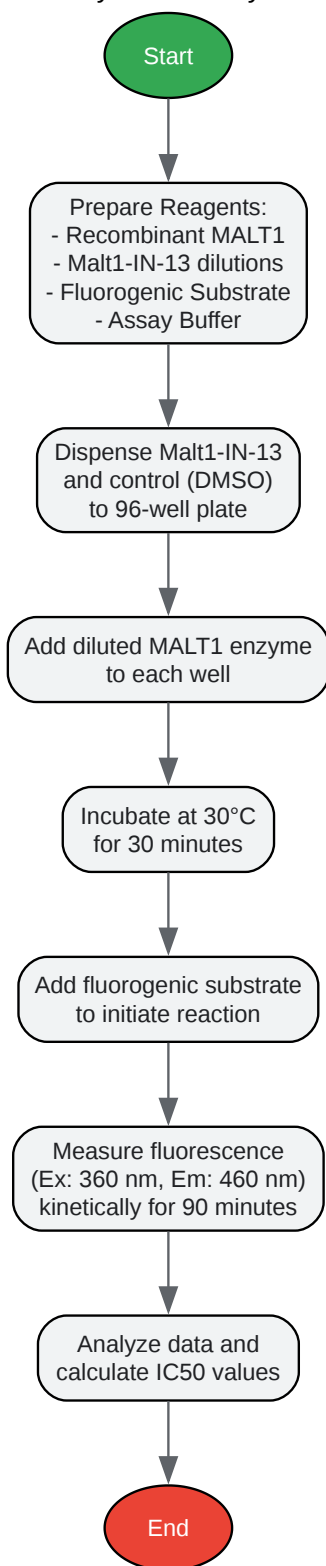 Start
Prepare Reagents:
- Recombinant MALT1
- Malt1-IN-13 dilutions
- Fluorogenic Substrate
- Assay Buffer
Dispense Malt1-IN-13
and control (DMSO)
to 96-well plate
Add diluted MALT1 enzyme
to each well
Incubate at 30°C
for 30 minutes
Add fluorogenic substrate
to initiate reaction
Measure fluorescence
(Ex: 360 nm, Em: 460 nm)
kinetically for 90 minutes
Analyze data and
calculate IC50 values
End